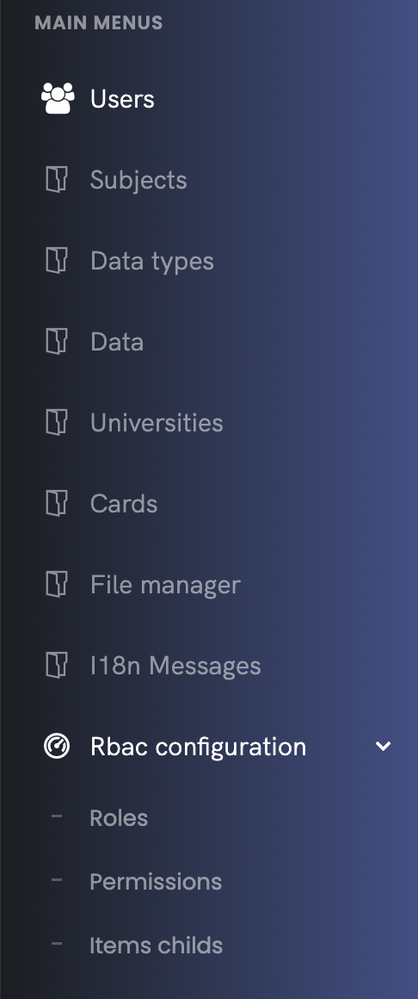 MAIN MENUS
Users
Subjects
Data types
Data
Universities
Cards
File manager
I18n Messages
Rbac configuration
Roles
Permissions
Items childs